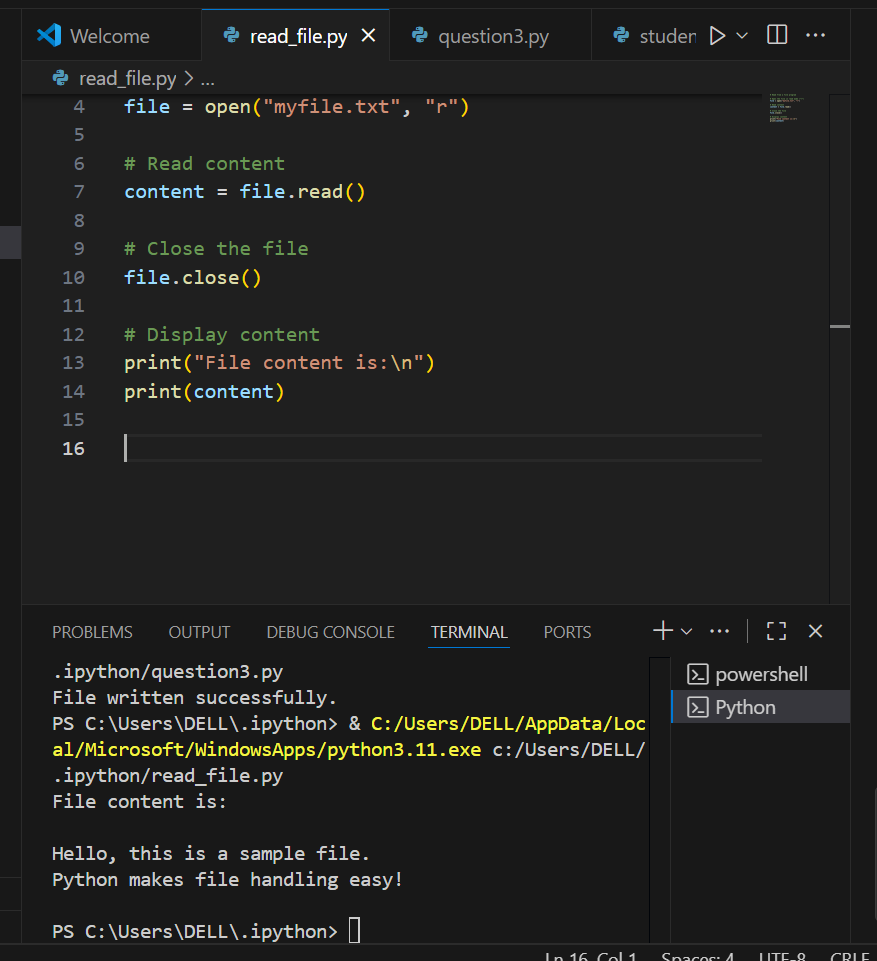 Welcome read_file.py question3.py studen
read_file.py > ...
4 file = open("myfile.txt", "r")
5
6 # Read content
7 content = file.read()
8
9 # Close the file
10 file.close()
11
12 # Display content
13 print("File content is:\n")
14 print(content)
15
16
PROBLEMS OUTPUT DEBUG CONSOLE TERMINAL PORTS
.ipython/question3.py
File written successfully.
PS C:\Users\DELL\.ipython> & C:/Users/DELL/AppData/Loc
al/Microsoft/WindowsApps/python3.11.exe c:/Users/DELL/
.ipython/read_file.py
File content is:

Hello, this is a sample file.
Python makes file handling easy!

PS C:\Users\DELL\.ipython>
powershell
Python
Ln 16, Col 1 Spaces: 4 UTF-8 CRLF